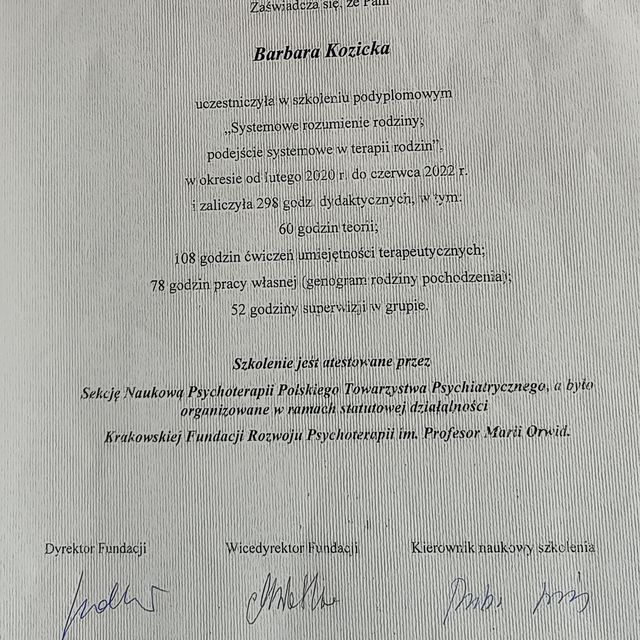 Zaświadcza się, że Pani
Barbara Kozicka
uczestniczyła w szkoleniu podyplomowym
„Systemowe rozumienie rodziny;
podejście systemowe w terapii rodzin”,
w okresie od lutego 2020 r. do czerwca 2022 r.
i zaliczyła 298 godz. dydaktycznych, w tym:
60 godzin teorii;
108 godzin ćwiczeń umiejętności terapeutycznych;
78 godzin pracy własnej (genogram rodziny pochodzenia);
52 godziny superwizji w grupie.
Szkolenie jest atestowane przez
Sekcję Naukową Psychoterapii Polskiego Towarzystwa Psychiatrycznego, a było
organizowane w ramach statutowej działalności
Krakowskiej Fundacji Rozwoju Psychoterapii im. Profesor Marii Orwid.
Dyrektor Fundacji Wicedyrektor Fundacji Kierownik naukowy szkolenia